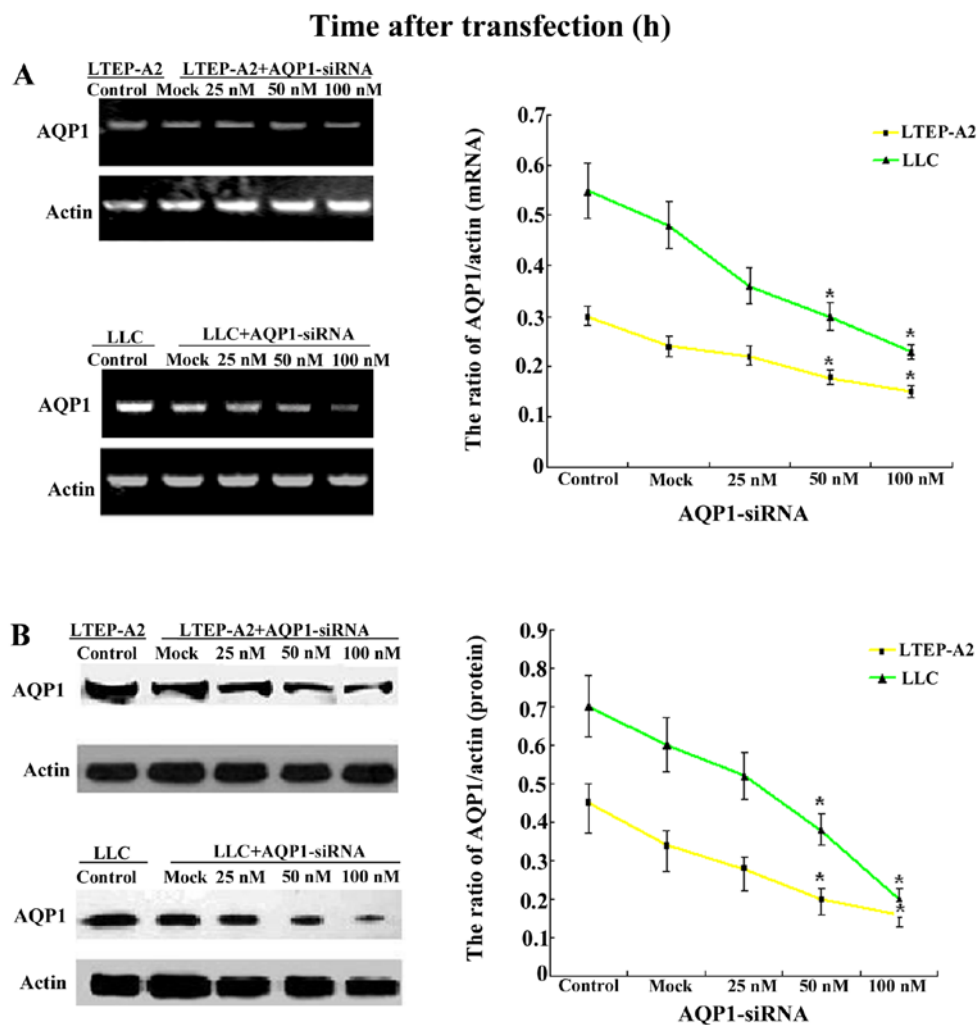 Time after transfection (h)
A
LTEP-A2 LTEP-A2+AQP1-siRNA
Control Mock 25 nM 50 nM 100 nM
AQP1
Actin
LLC LLC+AQP1-siRNA
Control Mock 25 nM 50 nM 100 nM
AQP1
Actin
The ratio of AQP1/actin (mRNA)
0.7
0.6
0.5
0.4
0.3
0.2
0.1
0
LTEP-A2
LLC
*
*
*
*
Control Mock 25 nM 50 nM 100 nM
AQP1-siRNA
B
LTEP-A2 LTEP-A2+AQP1-siRNA
Control Mock 25 nM 50 nM 100 nM
AQP1
Actin
LLC LLC+AQP1-siRNA
Control Mock 25 nM 50 nM 100 nM
AQP1
Actin
The ratio of AQP1/actin (protein)
0.9
0.8
0.7
0.6
0.5
0.4
0.3
0.2
0.1
0
LTEP-A2
LLC
*
*
*
*
Control Mock 25 nM 50 nM 100 nM
AQP1-siRNA